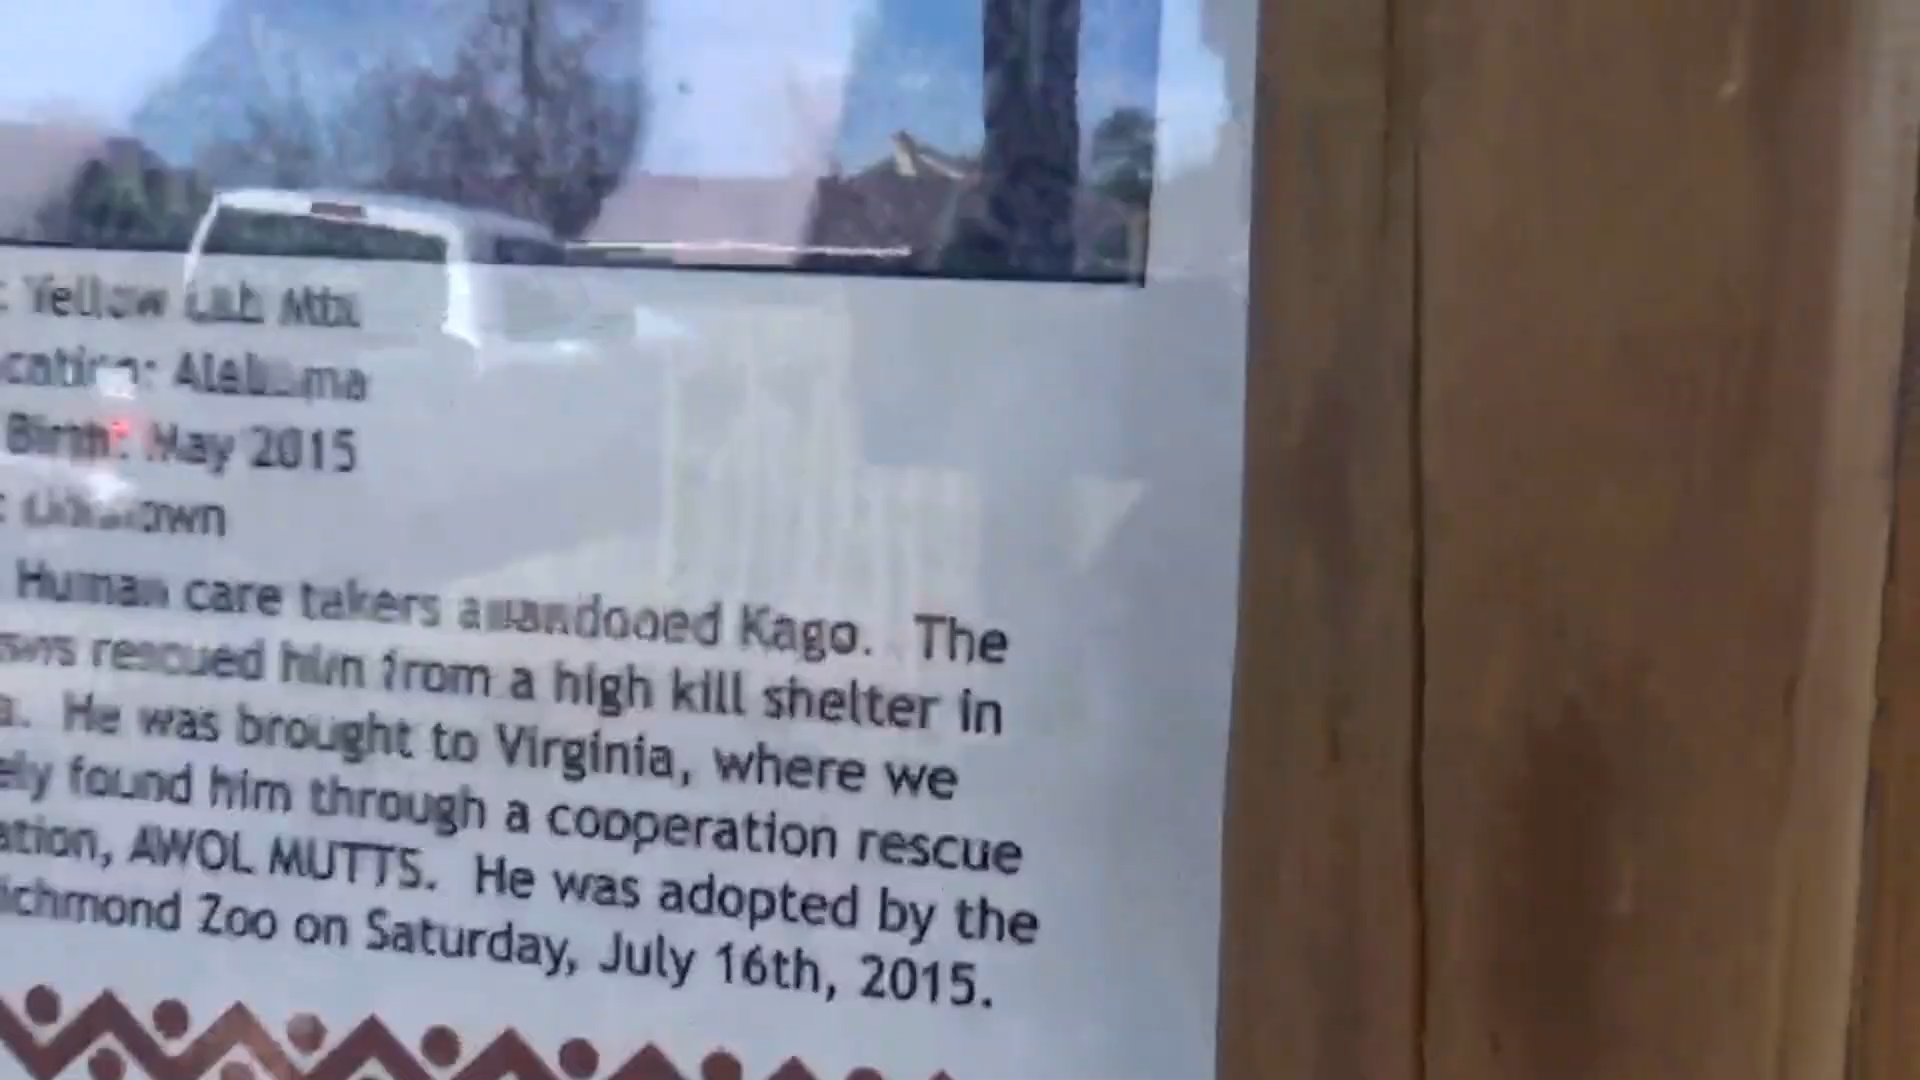 : Yellow Lab Mix
cation: Alabama
Birth: May 2015
: Unknown
Human care takers abandoned Kago. The
rescued him from a high kill shelter in
a. He was brought to Virginia, where we
ely found him through a cooperation rescue
ation, AWOL MUTTS. He was adopted by the
ichmond Zoo on Saturday, July 16th, 2015.